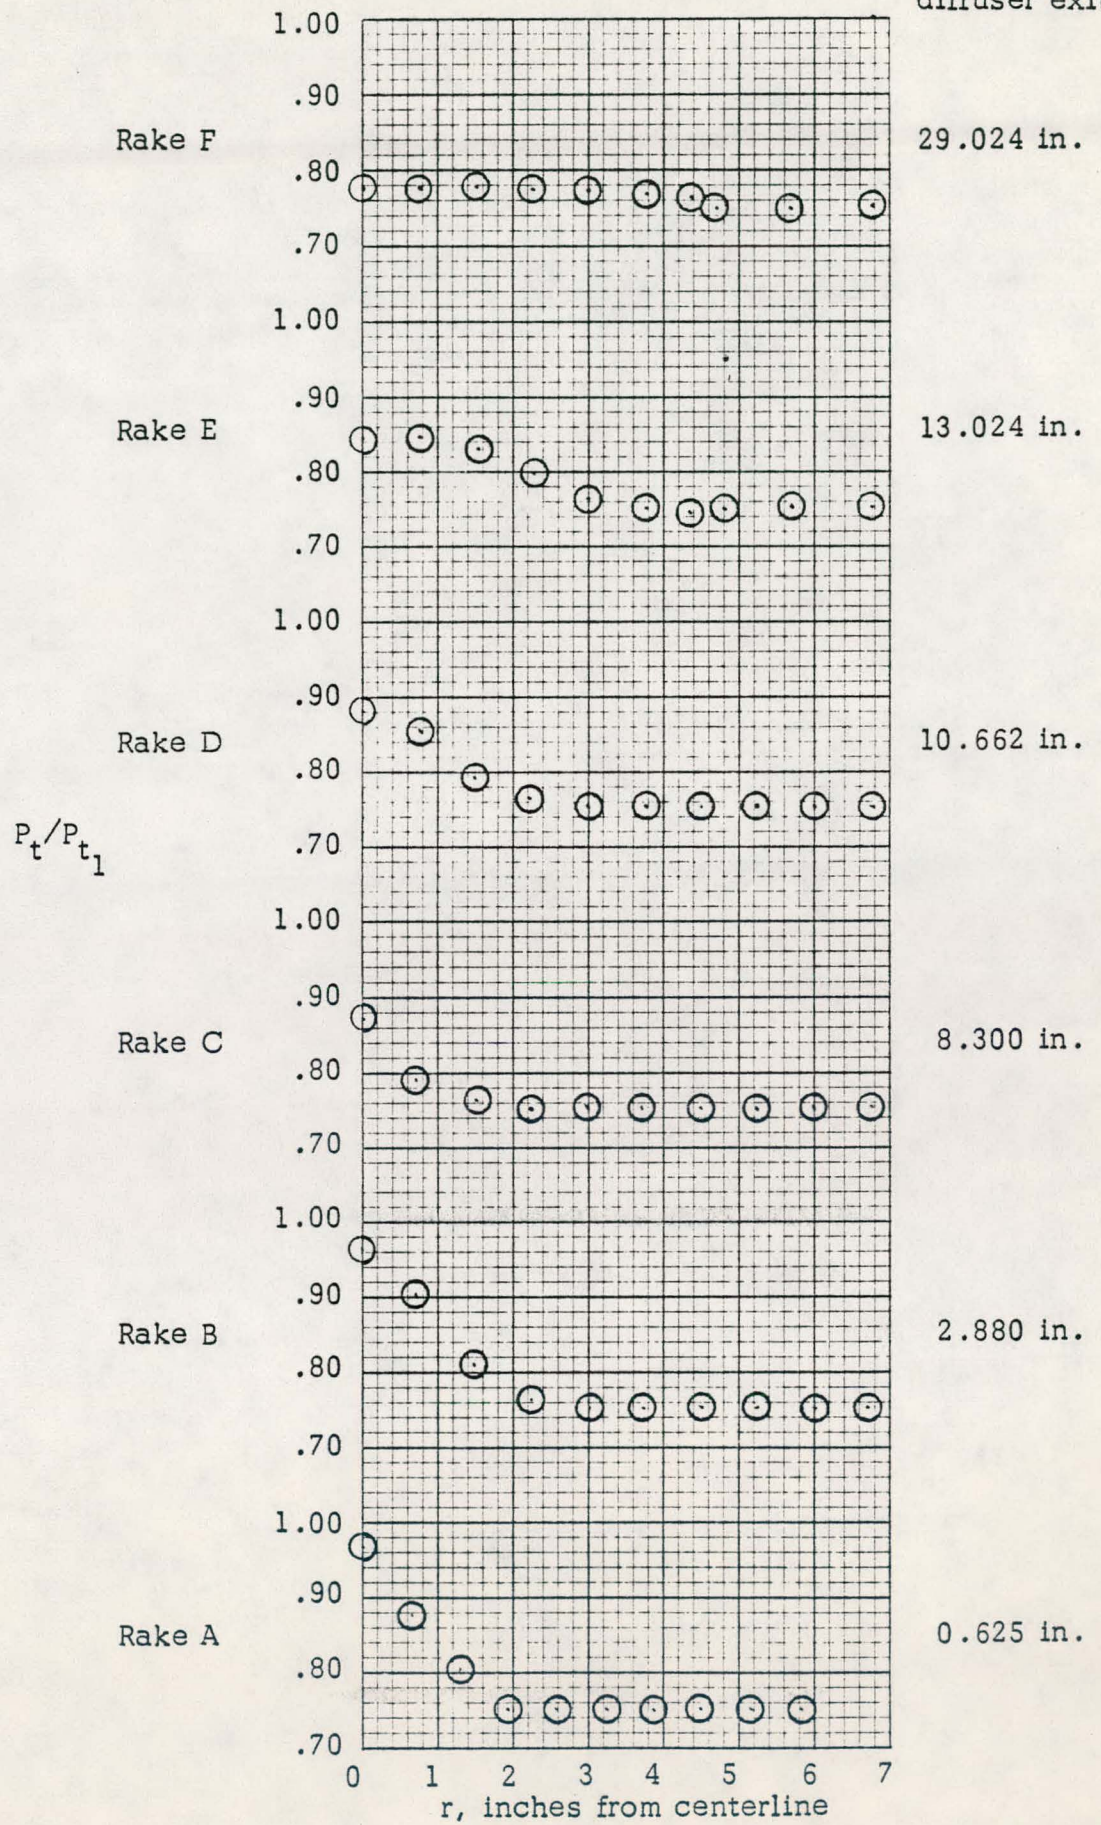 diffuser exi
1.00
.90
Rake F 29.024 in.
.80
.70
1.00
.90
Rake E 13.024 in.
.80
.70
1.00
.90
Rake D 10.662 in.
.80
Pt/Pt1
.70
1.00
.90
Rake C 8.300 in.
.80
.70
1.00
.90
Rake B 2.880 in.
.80
.70
1.00
.90
Rake A 0.625 in.
.80
.70
0 1 2 3 4 5 6 7
r, inches from centerline